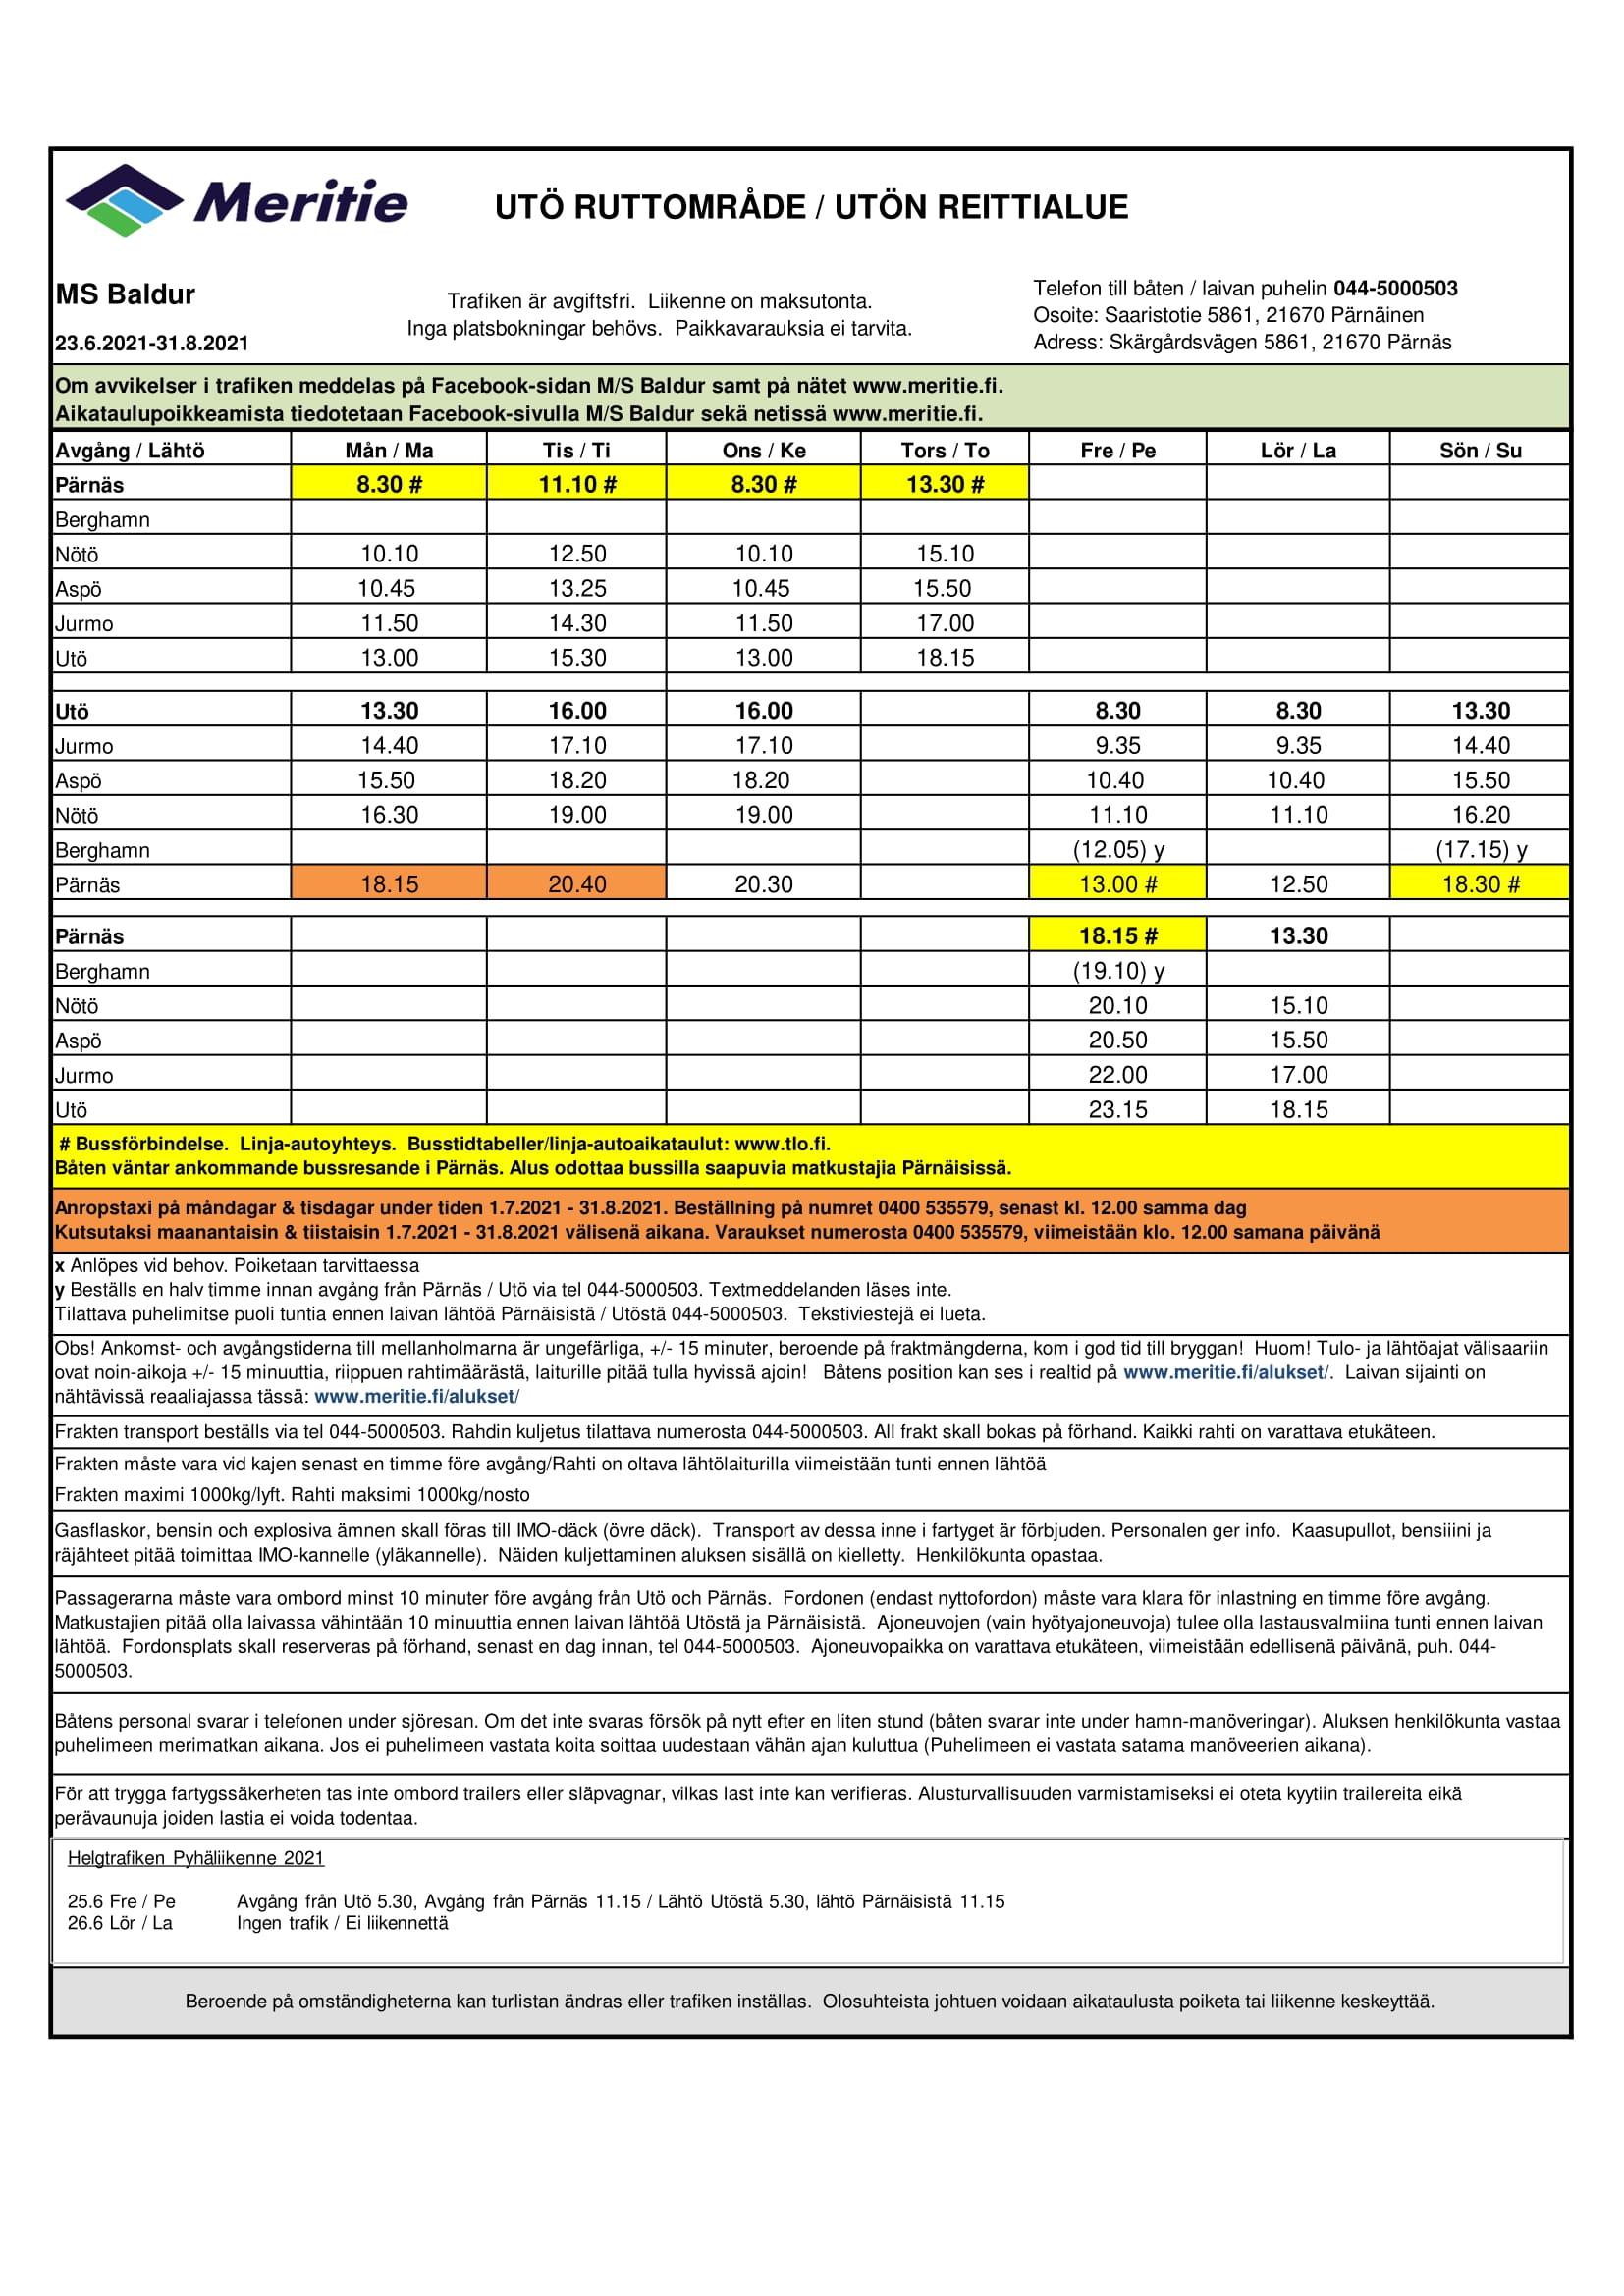 Meritie
UTÖ RUTTOMRÅDE / UTÖN REITTIALUE
MS Baldur
23.6.2021-31.8.2021
Trafiken är avgiftsfri. Liikenne on maksutonta.
Inga platsbokningar behövs. Paikkavarauksia ei tarvita.
Telefon till båten / laivan puhelin 044-5000503
Osoite: Saaristotie 5861, 21670 Pärnäinen
Adress: Skärgårdsvägen 5861, 21670 Pärnäs
Om avvikelser i trafiken meddelas på Facebook-sidan M/S Baldur samt på nätet www.meritie.fi.
Aikataulupoikkeamista tiedotetaan Facebook-sivulla M/S Baldur sekä netissä www.meritie.fi.
Avgång / Lähtö Mån / Ma Tis / Ti Ons / Ke Tors / To Fre / Pe Lör / La Sön / Su
Pärnäs 8.30 # 11.10 # 8.30 # 13.30 #
Berghamn
Nötö 10.10 12.50 10.10 15.10
Aspö 10.45 13.25 10.45 15.50
Jurmo 11.50 14.30 11.50 17.00
Utö 13.00 15.30 13.00 18.15
Utö 13.30 16.00 16.00 8.30 8.30 13.30
Jurmo 14.40 17.10 17.10 9.35 9.35 14.40
Aspö 15.50 18.20 18.20 10.40 10.40 15.50
Nötö 16.30 19.00 19.00 11.10 11.10 16.20
Berghamn (12.05) y (17.15) y
Pärnäs 18.15 20.40 20.30 13.00 # 12.50 18.30 #
Pärnäs 18.15 # 13.30
Berghamn (19.10) y
Nötö 20.10 15.10
Aspö 20.50 15.50
Jurmo 22.00 17.00
Utö 23.15 18.15
# Bussförbindelse. Linja-autoyhteys. Busstidtabeller/linja-autoaikataulut: www.tlo.fi.
Båten väntar ankommande bussresande i Pärnäs. Alus odottaa bussilla saapuvia matkustajia Pärnäisissä.
Anropstaxi på måndagar & tisdagar under tiden 1.7.2021 - 31.8.2021. Beställning på numret 0400 535579, senast kl. 12.00 samma dag
Kutsutaksi maanantaisin & tiistaisin 1.7.2021 - 31.8.2021 välisenä aikana. Varaukset numerosta 0400 535579, viimeistään klo. 12.00 samana päivänä
x Anlöpes vid behov. Poiketaan tarvittaessa
y Beställs en halv timme innan avgång från Pärnäs / Utö via tel 044-5000503. Textmeddelanden läses inte.
Tilattava puhelimitse puoli tuntia ennen laivan lähtöä Pärnäisistä / Utöstä 044-5000503. Tekstiviestejä ei lueta.
Obs! Ankomst- och avgångstiderna till mellanholmarna är ungefärliga, +/- 15 minuter, beroende på fraktmängderna, kom i god tid till bryggan! Huom! Tulo- ja lähtöajat välisaariin
ovat noin-aikoja +/- 15 minuuttia, riippuen rahtimäärästä, laiturille pitää tulla hyvissä ajoin! Båtens position kan ses i realtid på www.meritie.fi/alukset/. Laivan sijainti on
nähtävissä reaaliajassa tässä: www.meritie.fi/alukset/
Frakten transport beställs via tel 044-5000503. Rahdin kuljetus tilattava numerosta 044-5000503. All frakt skall bokas på förhand. Kaikki rahti on varattava etukäteen.
Frakten måste vara vid kajen senast en timme före avgång/Rahti on oltava lähtölaiturilla viimeistään tunti ennen lähtöä
Frakten maximi 1000kg/lyft. Rahti maksimi 1000kg/nosto
Gasflaskor, bensin och explosiva ämnen skall föras till IMO-däck (övre däck). Transport av dessa inne i fartyget är förbjuden. Personalen ger info. Kaasupullot, bensiiini ja
räjähteet pitää toimittaa IMO-kannelle (yläkannelle). Näiden kuljettaminen aluksen sisällä on kielletty. Henkilökunta opastaa.
Passagerarna måste vara ombord minst 10 minuter före avgång från Utö och Pärnäs. Fordonen (endast nyttofordon) måste vara klara för inlastning en timme före avgång.
Matkustajien pitää olla laivassa vähintään 10 minuuttia ennen laivan lähtöä Utöstä ja Pärnäisistä. Ajoneuvojen (vain hyötyajoneuvoja) tulee olla lastausvalmiina tunti ennen laivan
lähtöä. Fordonsplats skall reserveras på förhand, senast en dag innan, tel 044-5000503. Ajoneuvopaikka on varattava etukäteen, viimeistään edellisenä päivänä, puh. 044-
5000503.
Båtens personal svarar i telefonen under sjöresan. Om det inte svaras försök på nytt efter en liten stund (båten svarar inte under hamn-manöveringar). Aluksen henkilökunta vastaa
puhelimeen merimatkan aikana. Jos ei puhelimeen vastata koita soittaa uudestaan vähän ajan kuluttua (Puhelimeen ei vastata satama manöveerien aikana).
För att trygga fartygssäkerheten tas inte ombord trailers eller släpvagnar, vilkas last inte kan verifieras. Alusturvallisuuden varmistamiseksi ei oteta kyytiin trailereita eikä
perävaunuja joiden lastia ei voida todentaa.
Helgtrafiken Pyhäliikenne 2021
25.6 Fre / Pe Avgång från Utö 5.30, Avgång från Pärnäs 11.15 / Lähtö Utöstä 5.30, lähtö Pärnäisistä 11.15
26.6 Lör / La Ingen trafik / Ei liikennettä
Beroende på omständigheterna kan turlistan ändras eller trafiken inställas. Olosuhteista johtuen voidaan aikataulusta poiketa tai liikenne keskeyttää.